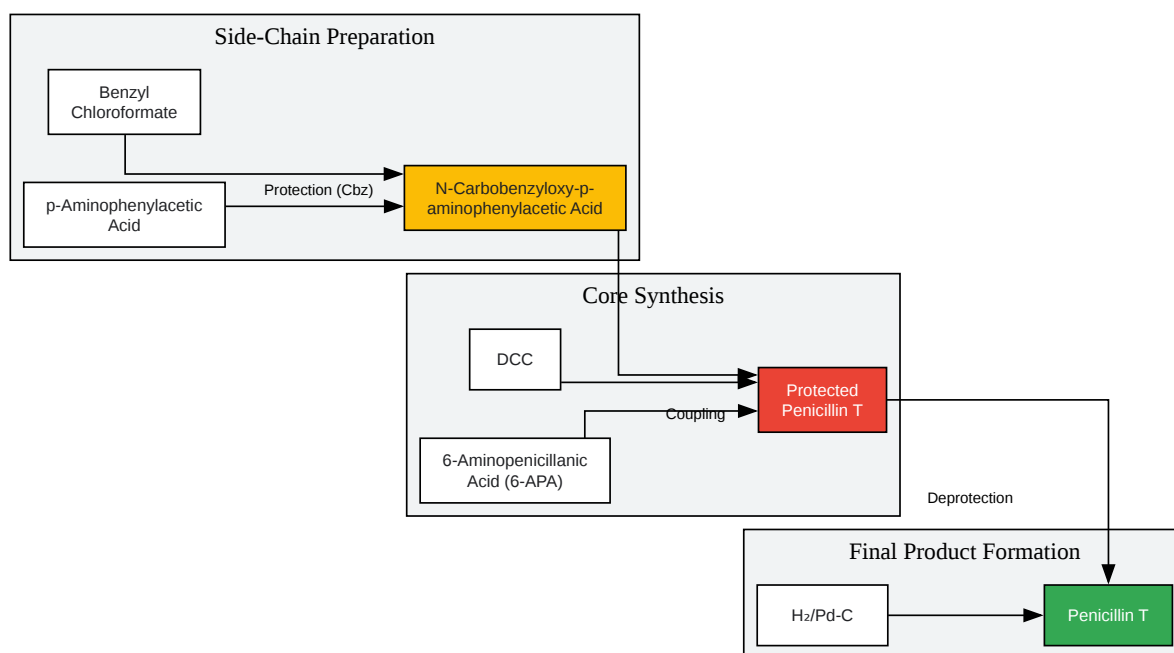 Side-Chain Preparation
Benzyl
Chloroformate
Protection (Cbz)
p-Aminophenylacetic
Acid
N-Carbobenzyloxy-p-
aminophenylacetic Acid
Core Synthesis
DCC
Coupling
6-Aminopenicillanic
Acid (6-APA)
Protected
Penicillin T
Deprotection
Final Product Formation
H₂/Pd-C
Penicillin T